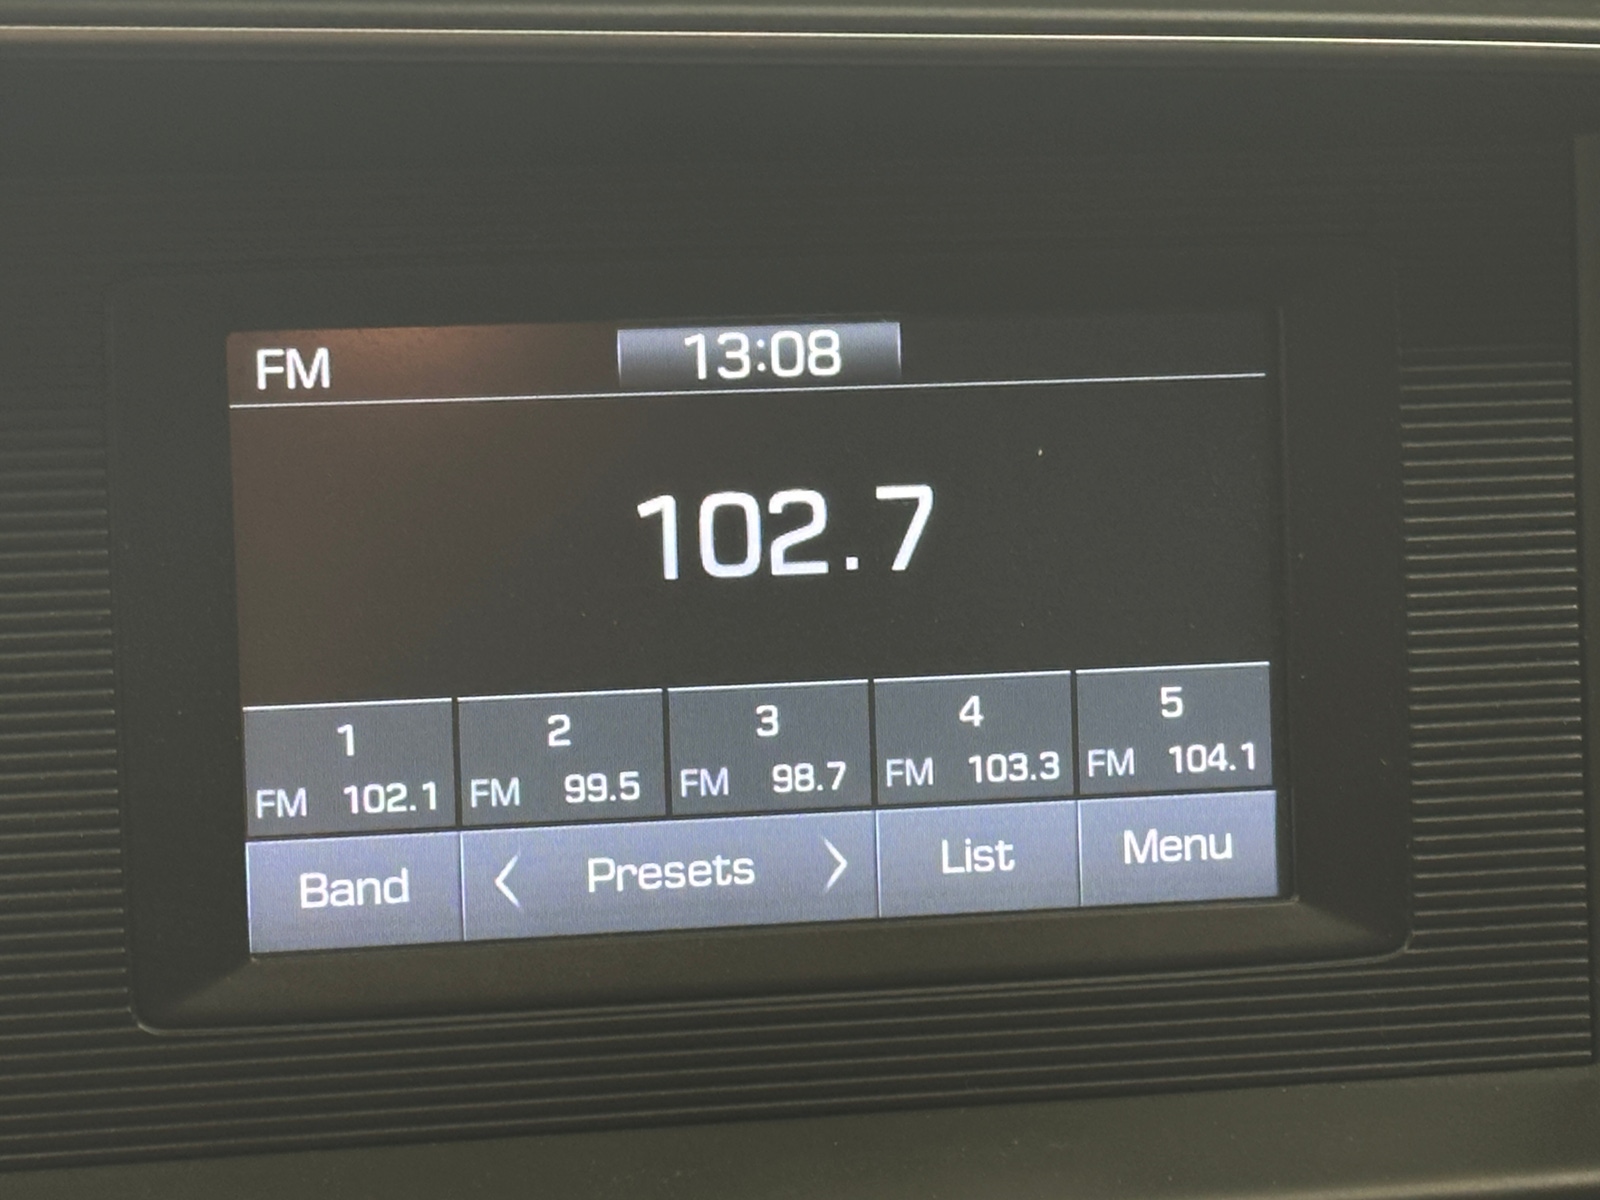 FM 13:08
102.7
1 2 3 4 5
FM 102.1 FM 99.5 FM 98.7 FM 103.3 FM 104.1
Band < Presets > List Menu